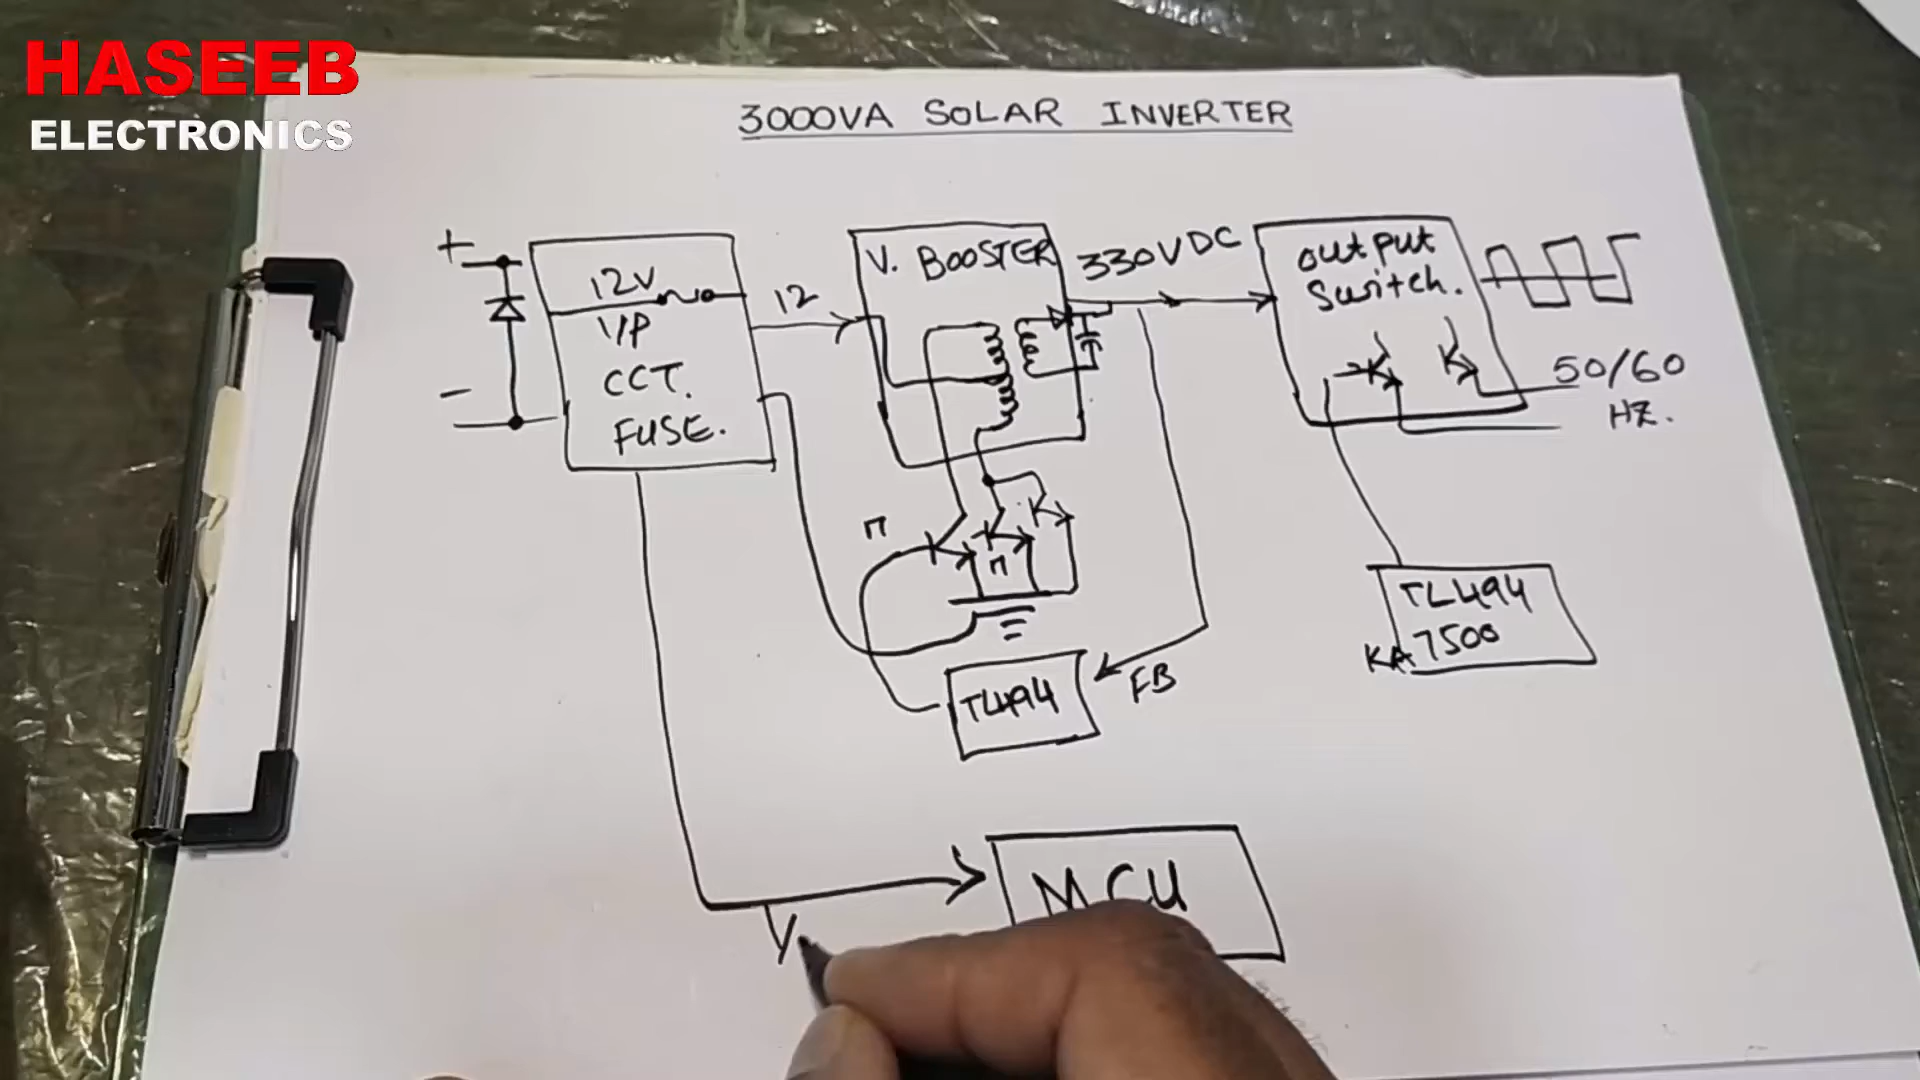 HASEEB
ELECTRONICS
3000VA SOLAR INVERTER
+
-
12V
I/P
CCT.
FUSE.
12
V. BOOSTER
330VDC
output
Switch.
50/60
HZ.
TL494
FB
TL494
KA7500
MCU
V